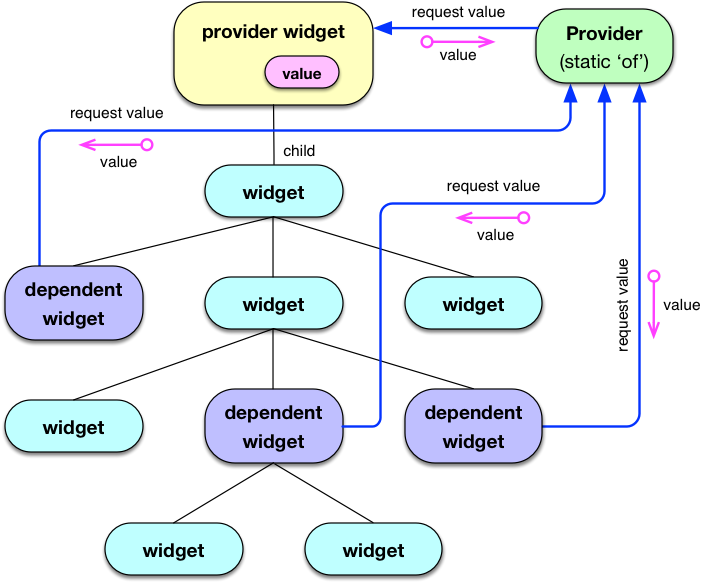 request value
provider widget
Provider
(static ‘of’)
value
value
request value
value
child
widget
request value
value
dependent
widget
widget
widget
request value
value
widget
dependent
widget
dependent
widget
widget
widget